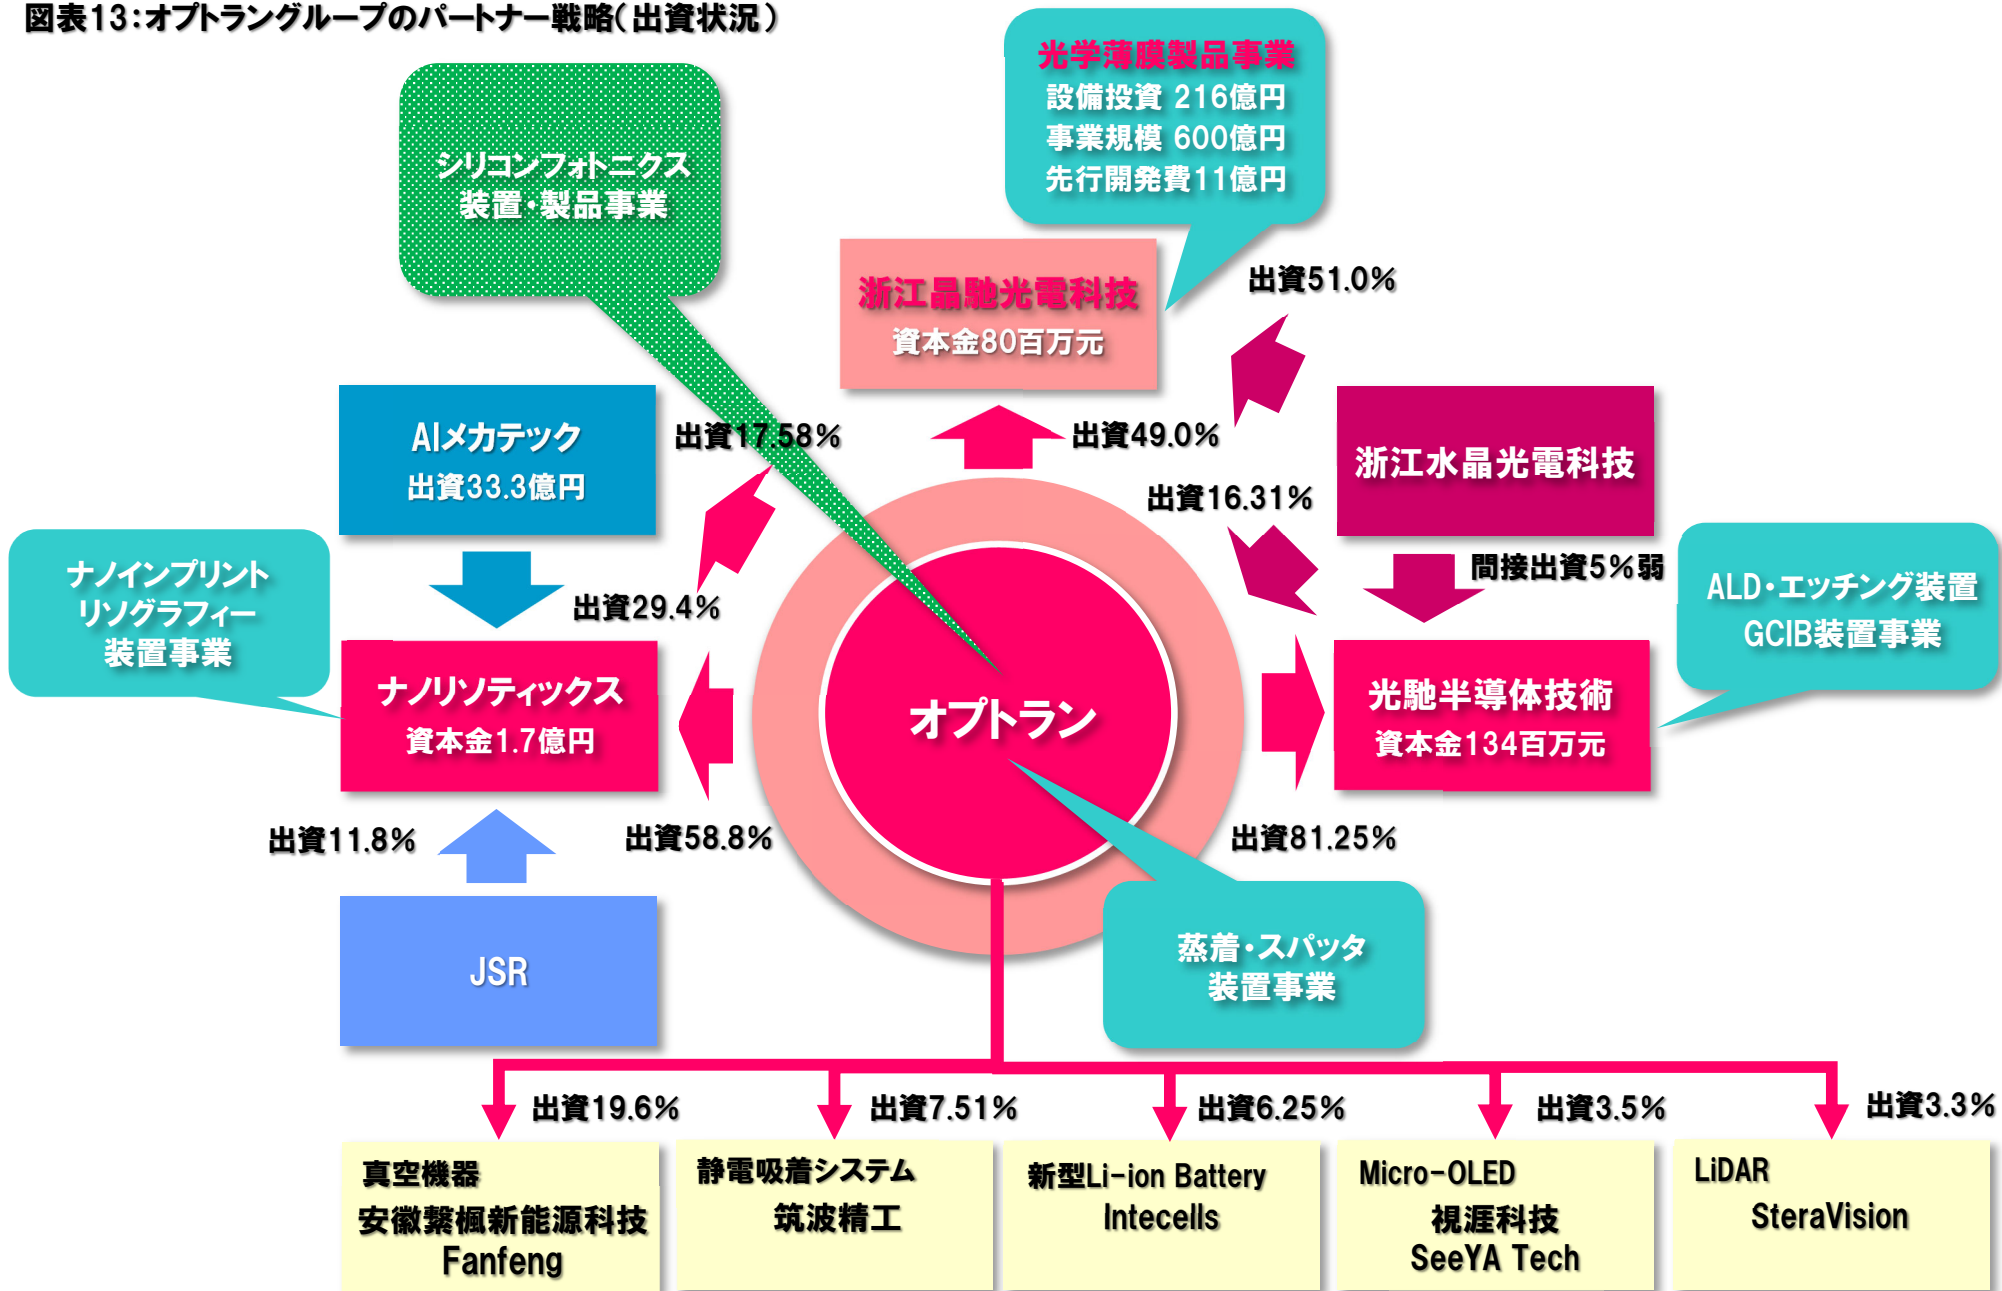 図表13：オプトラングループのパートナー戦略（出資状況）
光学薄膜製品事業
設備投資 216億円
事業規模 600億円
先行開発費11億円
シリコンフォトニクス
装置・製品事業
浙江晶馳光電科技
資本金80百万元
出資51.0％
AIメカテック
出資33.3億円
出資17.58％
出資49.0％
浙江水晶光電科技
出資16.31％
間接出資5％弱
ナノインプリント
リソグラフィー
装置事業
出資29.4％
ALD・エッチング装置
GCIB装置事業
ナノリソティックス
資本金1.7億円
オプトラン
光馳半導体技術
資本金134百万元
出資11.8％
出資58.8％
出資81.25％
JSR
蒸着・スパッタ
装置事業
出資19.6％
出資7.51％
出資6.25％
出資3.5％
出資3.3％
真空機器
安徽繋楓新能源科技
Fanfeng
静電吸着システム
筑波精工
新型Li-ion Battery
Intecells
Micro-OLED
視涯科技
SeeYA Tech
LiDAR
SteraVision